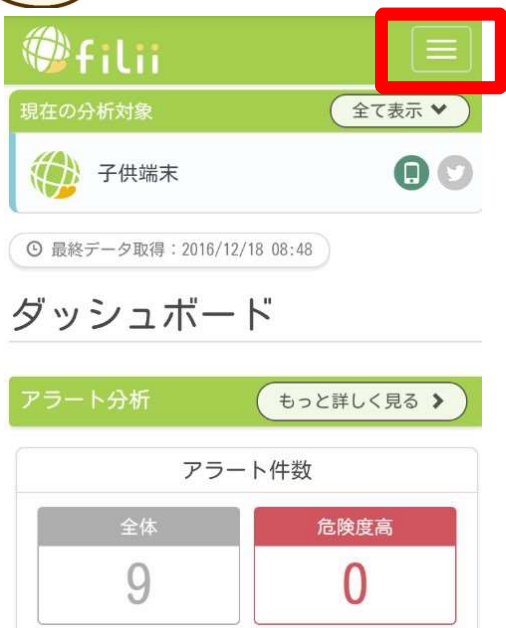 filii
現在の分析対象
全て表示
子供端末
最終データ取得：2016/12/18 08:48
ダッシュボード
アラート分析
もっと詳しく見る
アラート件数
全体
危険度高
9
0